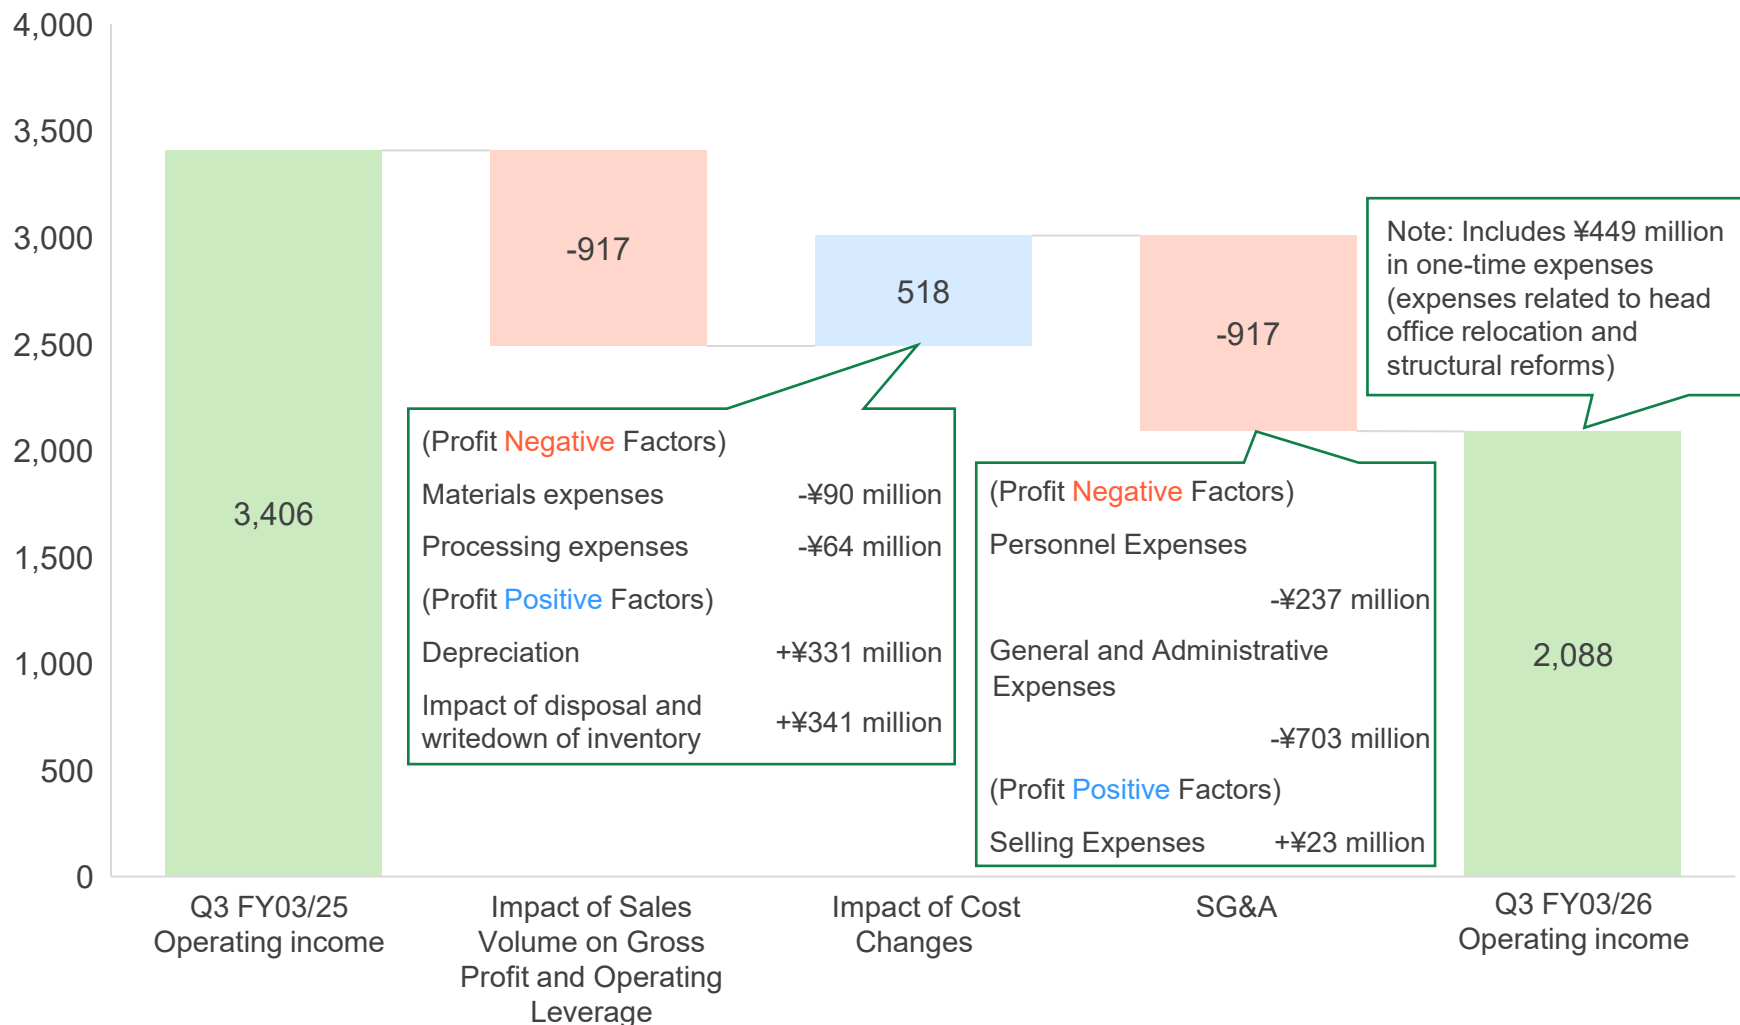 4,000
3,500
3,000
2,500
2,000
1,500
1,000
500
0
3,406
-917
518
-917
2,088
Note: Includes ¥449 million
in one-time expenses
(expenses related to head
office relocation and
structural reforms)
(Profit Negative Factors)
Materials expenses -¥90 million
Processing expenses -¥64 million
(Profit Positive Factors)
Depreciation +¥331 million
Impact of disposal and
writedown of inventory +¥341 million
(Profit Negative Factors)
Personnel Expenses
-¥237 million
General and Administrative
Expenses
-¥703 million
(Profit Positive Factors)
Selling Expenses +¥23 million
Q3 FY03/25
Operating income
Impact of Sales
Volume on Gross
Profit and Operating
Leverage
Impact of Cost
Changes
SG&A
Q3 FY03/26
Operating income